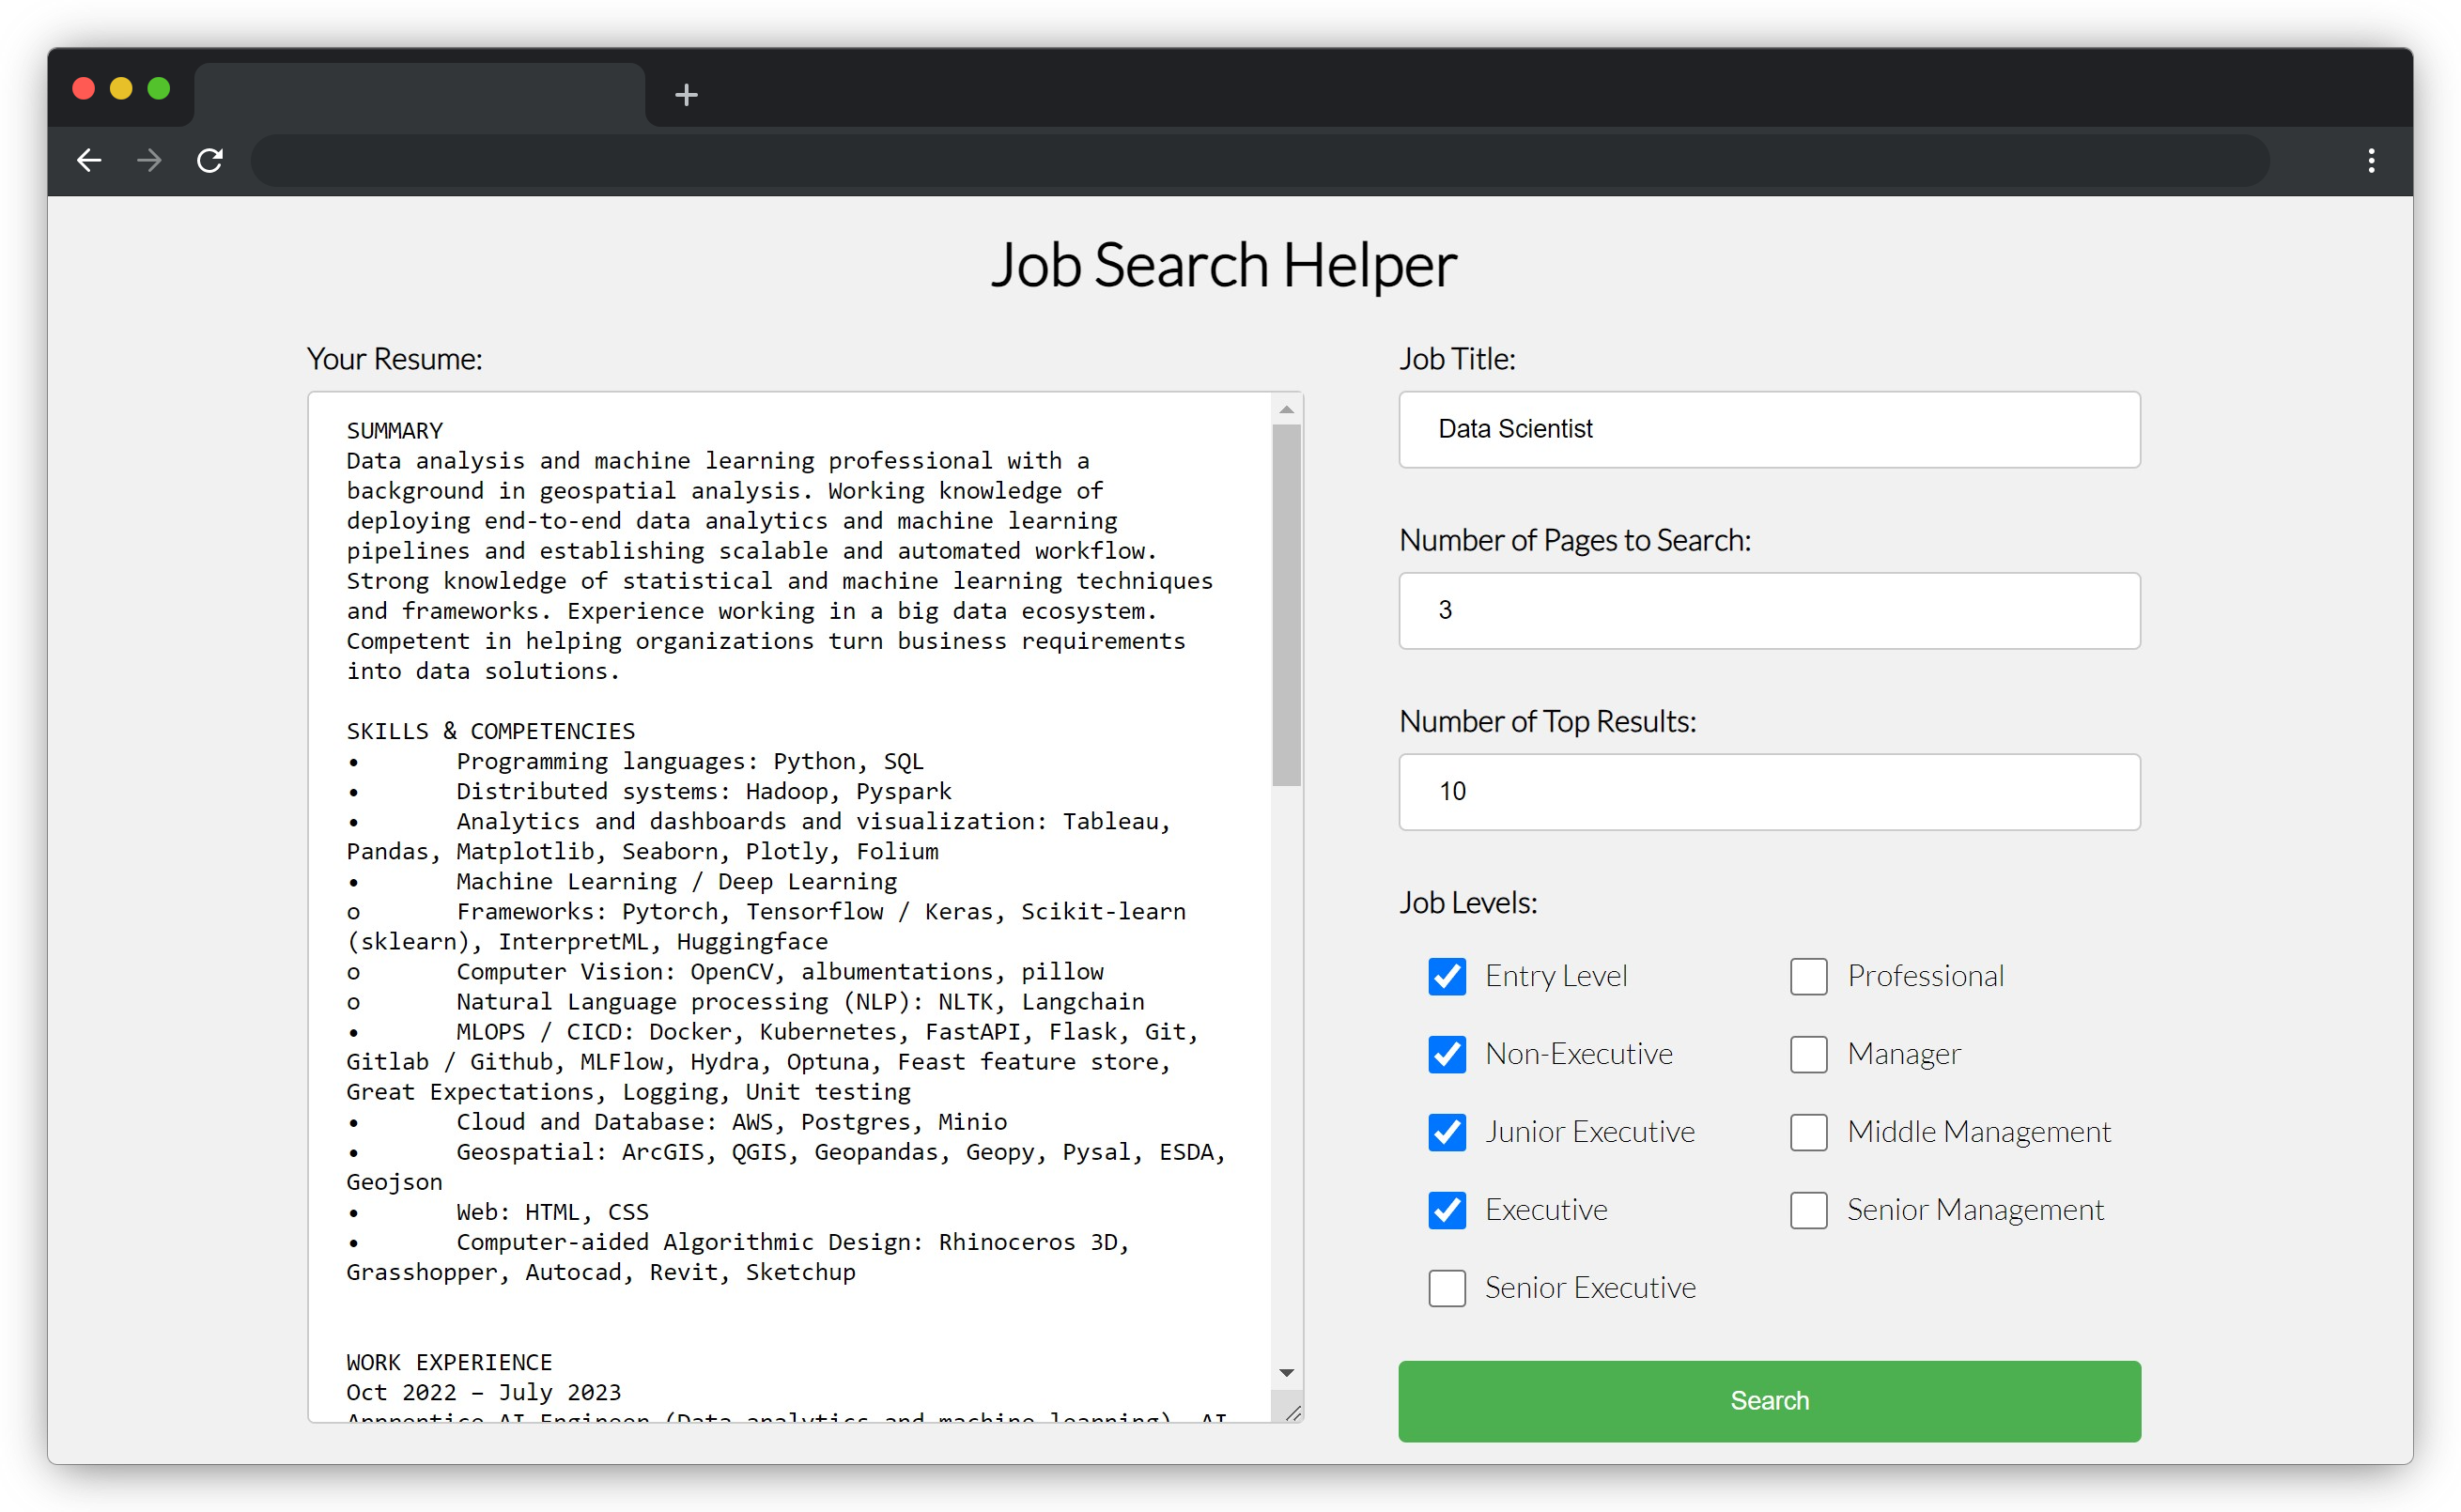 Job Search Helper
Your Resume:
SUMMARY
Data analysis and machine learning professional with a
background in geospatial analysis. Working knowledge of
deploying end-to-end data analytics and machine learning
pipelines and establishing scalable and automated workflow.
Strong knowledge of statistical and machine learning techniques
and frameworks. Experience working in a big data ecosystem.
Competent in helping organizations turn business requirements
into data solutions.
SKILLS & COMPETENCIES
• Programming languages: Python, SQL
• Distributed systems: Hadoop, Pyspark
• Analytics and dashboards and visualization: Tableau,
Pandas, Matplotlib, Seaborn, Plotly, Folium
• Machine Learning / Deep Learning
o Frameworks: Pytorch, Tensorflow / Keras, Scikit-learn
(sklearn), InterpretML, Huggingface
o Computer Vision: OpenCV, albumentations, pillow
o Natural Language processing (NLP): NLTK, Langchain
• MLOPS / CICD: Docker, Kubernetes, FastAPI, Flask, Git,
Gitlab / Github, MLFlow, Hydra, Optuna, Feast feature store,
Great Expectations, Logging, Unit testing
• Cloud and Database: AWS, Postgres, Minio
• Geospatial: ArcGIS, QGIS, Geopandas, Geopy, Pysal, ESDA,
Geojson
• Web: HTML, CSS
• Computer-aided Algorithmic Design: Rhinoceros 3D,
Grasshopper, Autocad, Revit, Sketchup
WORK EXPERIENCE
Oct 2022 – July 2023
Apprentice AI Engineer (Data analytics and machine learning), AI
Job Title:
Data Scientist
Number of Pages to Search:
3
Number of Top Results:
10
Job Levels:
Entry Level
Professional
Non-Executive
Manager
Junior Executive
Middle Management
Executive
Senior Management
Senior Executive
Search